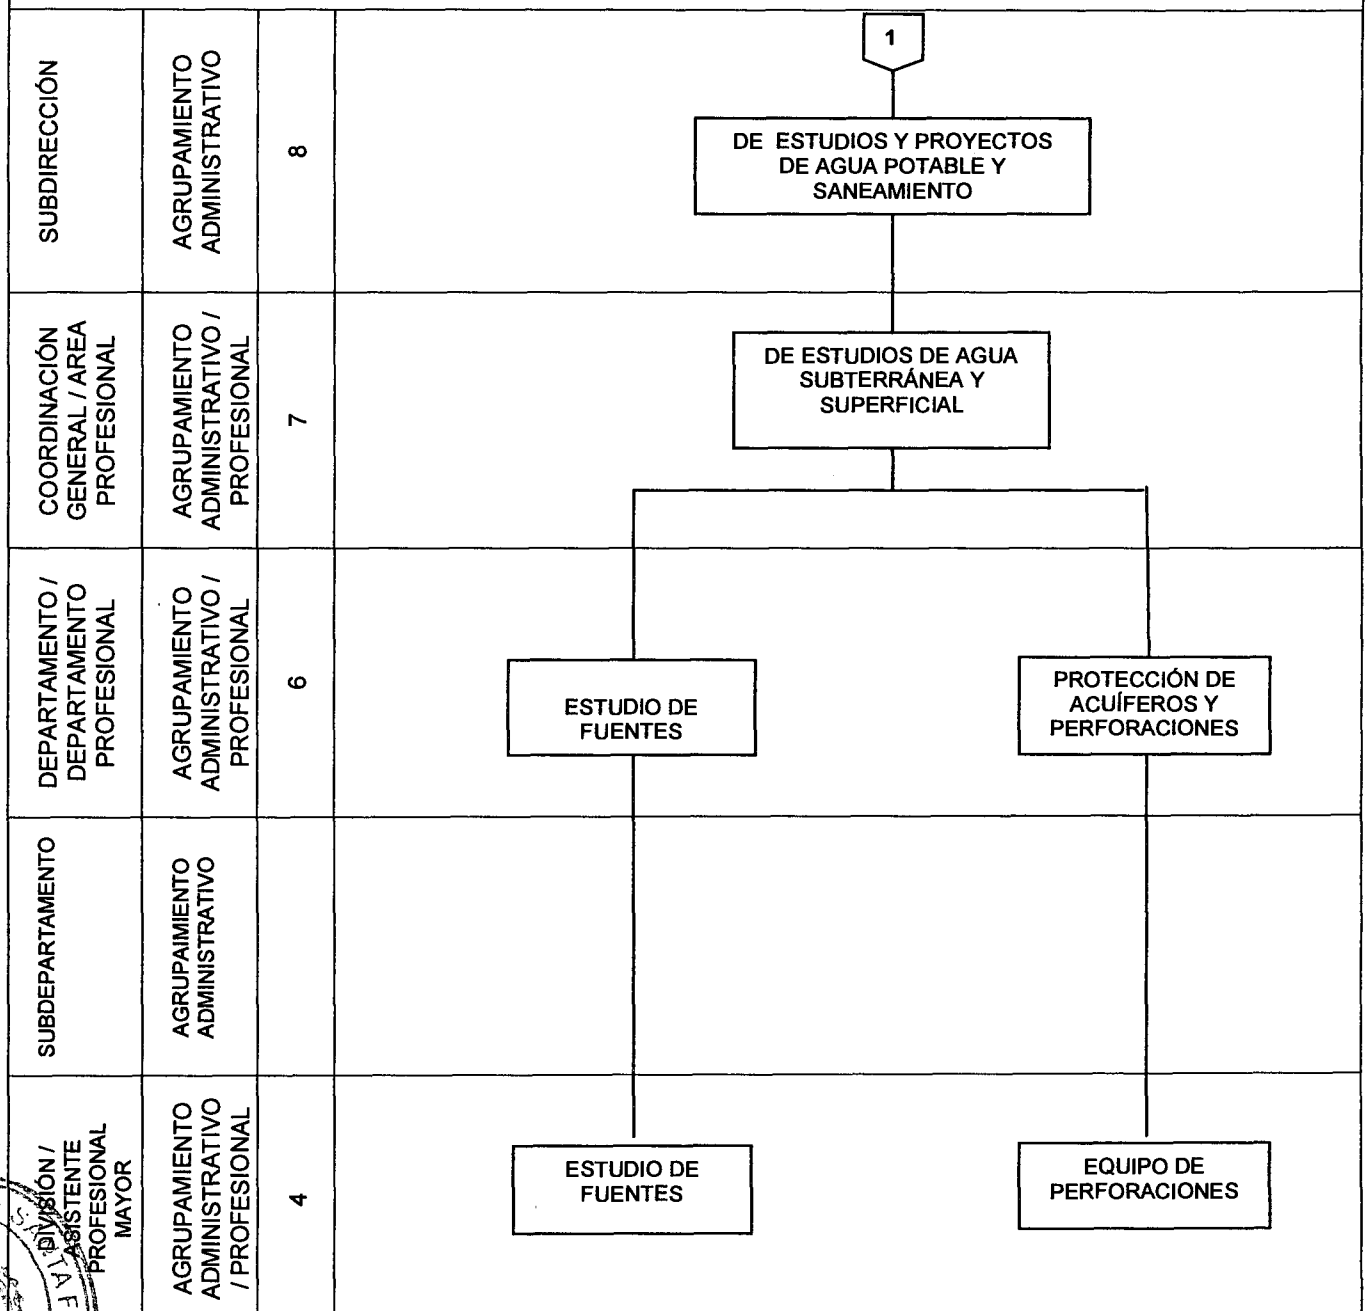 1
SUBDIRECCIÓN
AGRUPAMIENTO
ADMINISTRATIVO
8
DE ESTUDIOS Y PROYECTOS
DE AGUA POTABLE Y
SANEAMIENTO
COORDINACIÓN
GENERAL / AREA
PROFESIONAL
AGRUPAMIENTO
ADMINISTRATIVO /
PROFESIONAL
7
DE ESTUDIOS DE AGUA
SUBTERRÁNEA Y
SUPERFICIAL
DEPARTAMENTO /
DEPARTAMENTO
PROFESIONAL
AGRUPAMIENTO
ADMINISTRATIVO /
PROFESIONAL
6
ESTUDIO DE
FUENTES
PROTECCIÓN DE
ACUÍFEROS Y
PERFORACIONES
SUBDEPARTAMENTO
AGRUPAIMIENTO
ADMINISTRATIVO
DIVISIÓN /
ASISTENTE
PROFESIONAL
MAYOR
AGRUPAMIENTO
ADMINISTRATIVO
/ PROFESIONAL
4
ESTUDIO DE
FUENTES
EQUIPO DE
PERFORACIONES
SANTA F